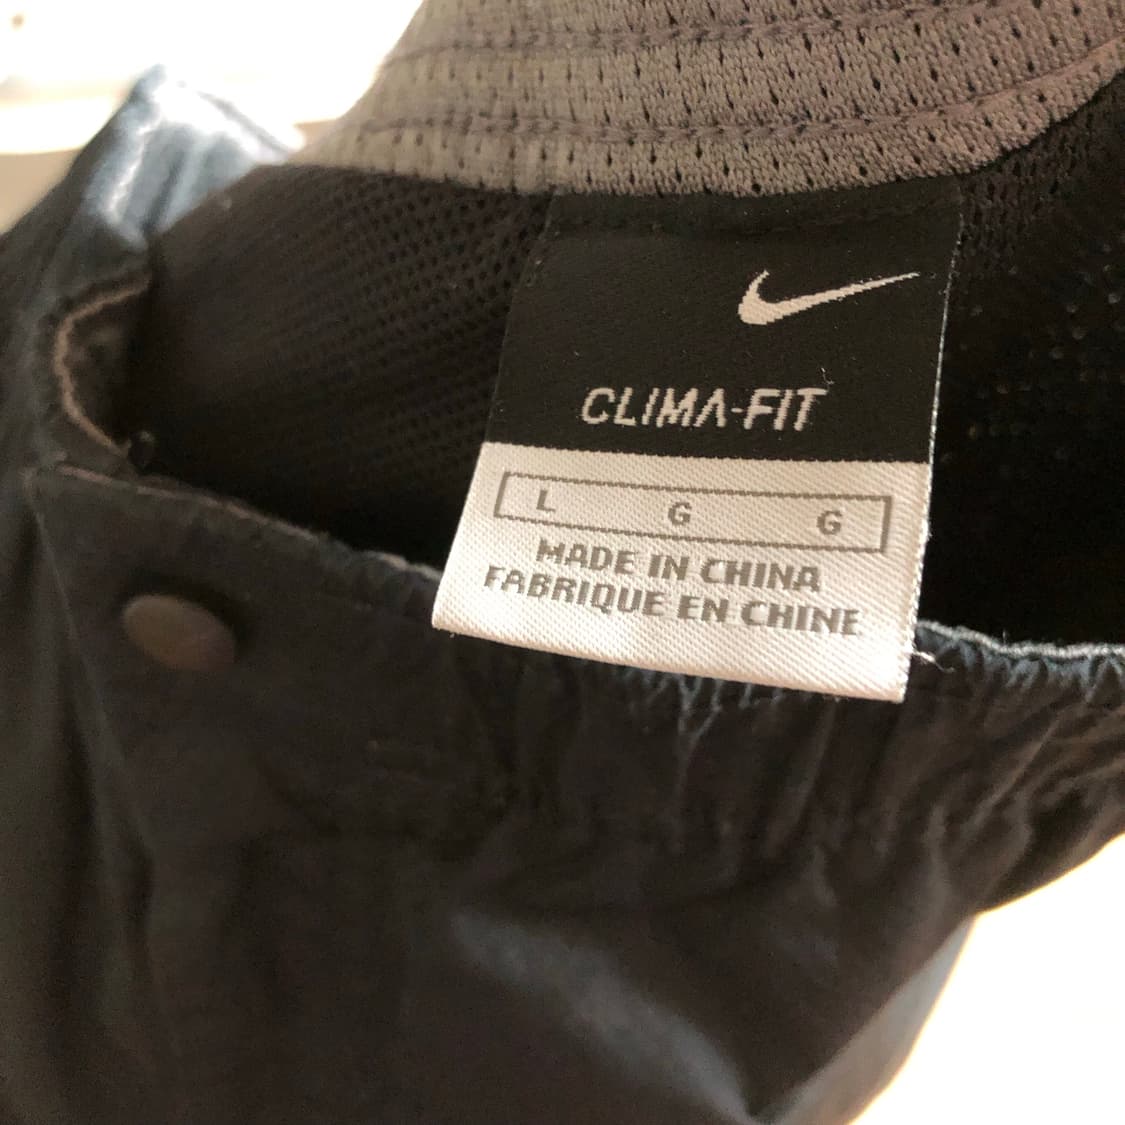 CLIMA-FIT
L G G
MADE IN CHINA
FABRIQUE EN CHINE